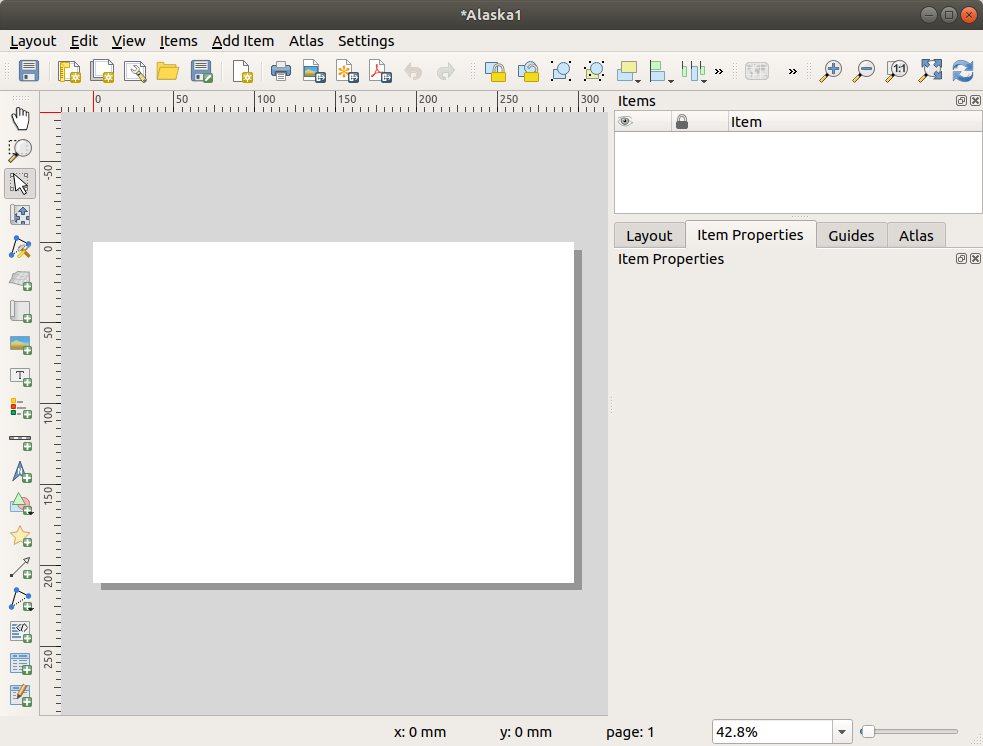 *Alaska1
Layout Edit View Items Add Item Atlas Settings
1:1
» »
0 50 100 150 200 250 300
-50
0
50
100
150
200
250
T
Items
Item
Layout Item Properties Guides Atlas
Item Properties
x: 0 mm y: 0 mm page: 1 42.8%